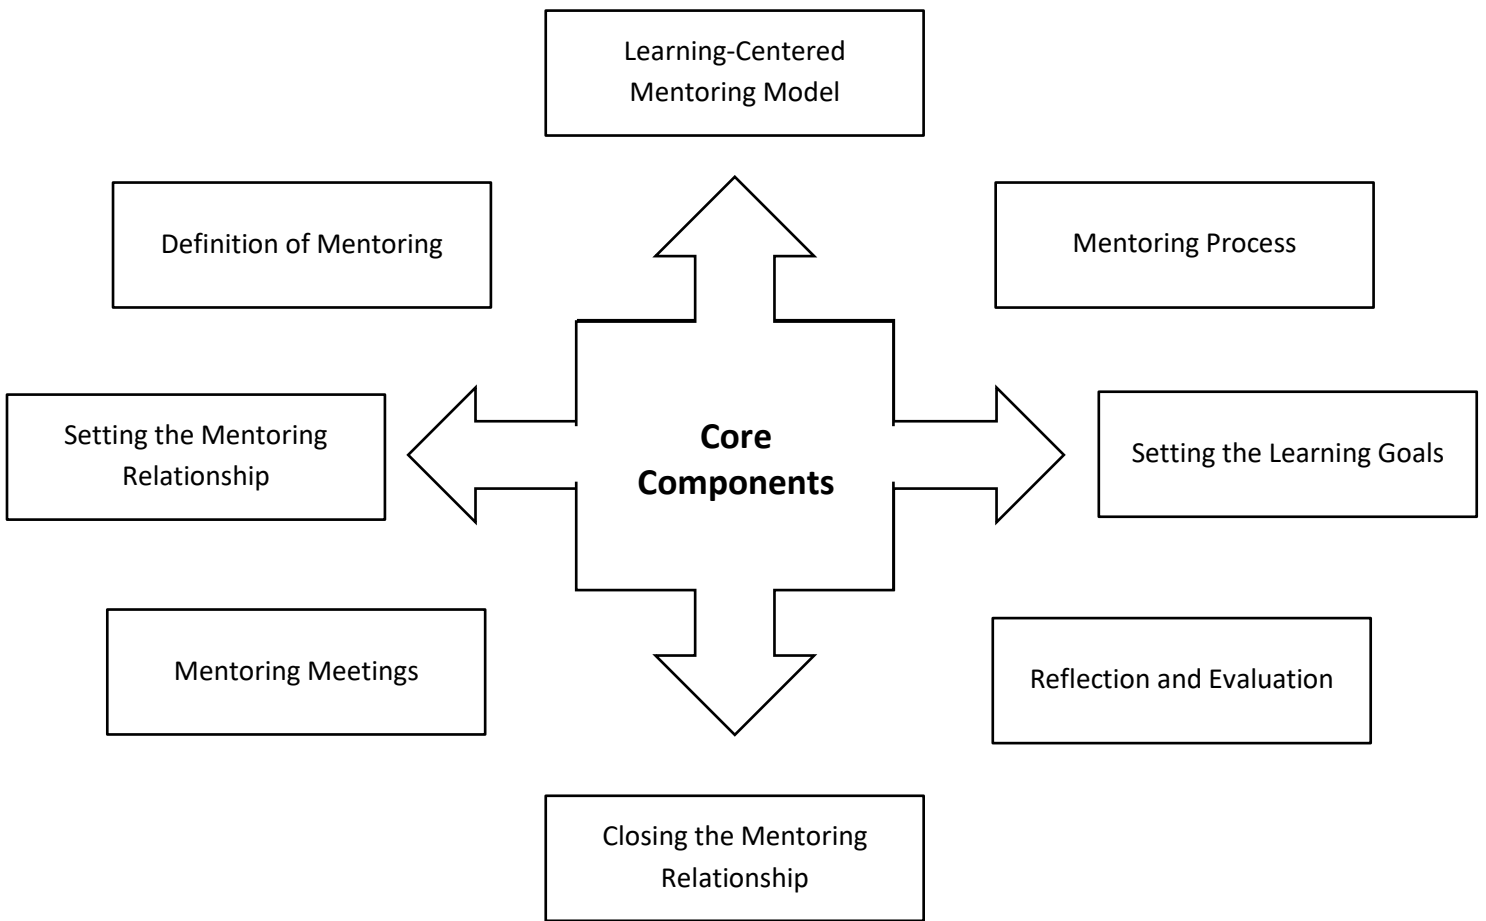 Learning-Centered
Mentoring Model
Definition of Mentoring
Mentoring Process
Setting the Mentoring
Relationship
Core
Components
Setting the Learning Goals
Mentoring Meetings
Reflection and Evaluation
Closing the Mentoring
Relationship